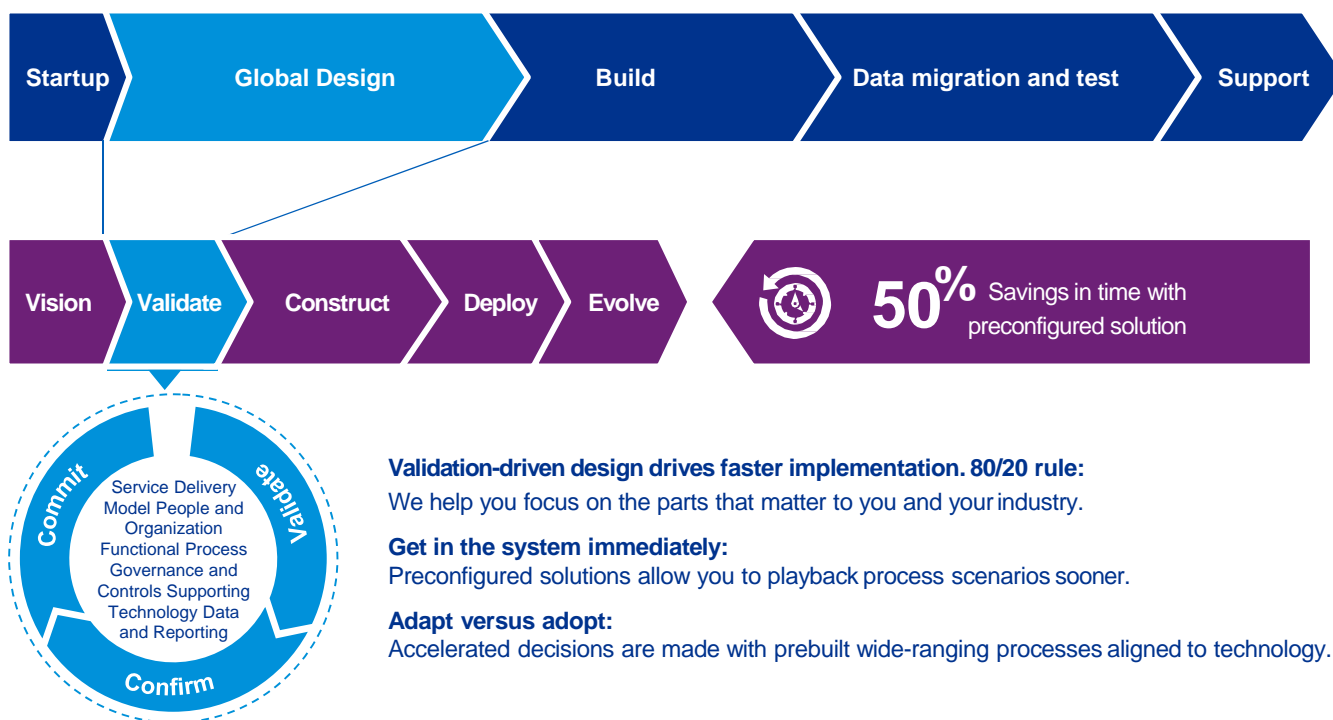 Startup
Global Design
Build
Data migration and test
Support
Vision
Validate
Construct
Deploy
Evolve
50% Savings in time with
preconfigured solution
Commit
Validate
Confirm
Service Delivery
Model People and
Organization
Functional Process
Governance and
Controls Supporting
Technology Data
and Reporting
Validation-driven design drives faster implementation. 80/20 rule:
We help you focus on the parts that matter to you and your industry.
Get in the system immediately:
Preconfigured solutions allow you to playback process scenarios sooner.
Adapt versus adopt:
Accelerated decisions are made with prebuilt wide-ranging processes aligned to technology.